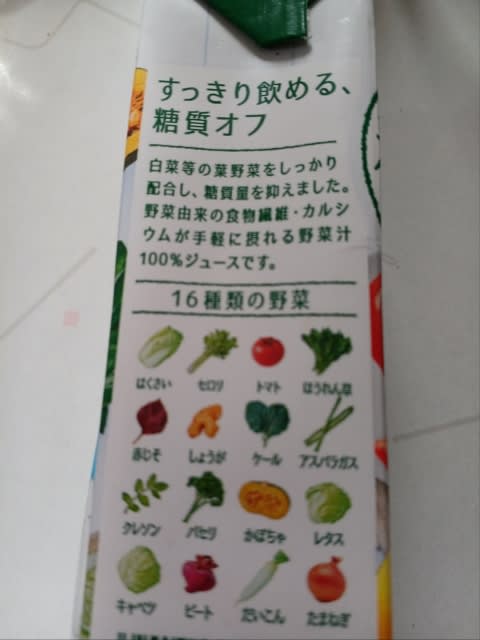 すっきり飲める、
糖質オフ
白菜等の葉野菜をしっかり
配合し、糖質量を抑えました。
野菜由来の食物繊維・カルシ
ウムが手軽に摂れる野菜汁
100%ジュースです。
16種類の野菜
はくさい セロリ トマト ほうれんな
赤じそ しょうが ケール アスパラガス
クレソン パセリ かぼちゃ レタス
キャベツ ビート だいこん たまねぎ